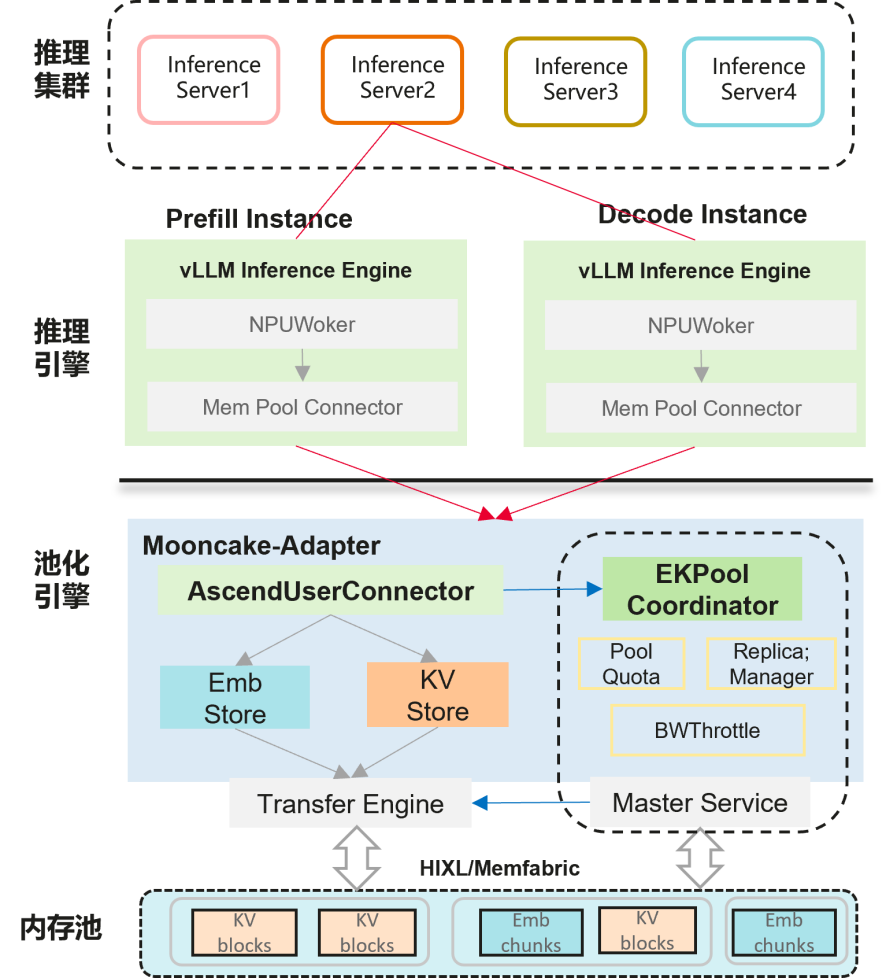 推理
集群
Inference
Server1
Inference
Server2
Inference
Server3
Inference
Server4
Prefill Instance
Decode Instance
推理
引擎
vLLM Inference Engine
NPUWoker
Mem Pool Connector
vLLM Inference Engine
NPUWoker
Mem Pool Connector
池化
引擎
Mooncake-Adapter
AscendUserConnector
EKPool
Coordinator
Emb
Store
KV
Store
Pool
Quota
Replica;
Manager
BWThrottle
Transfer Engine
Master Service
HIXL/Memfabric
内存池
KV
blocks
KV
blocks
Emb
chunks
KV
blocks
Emb
chunks